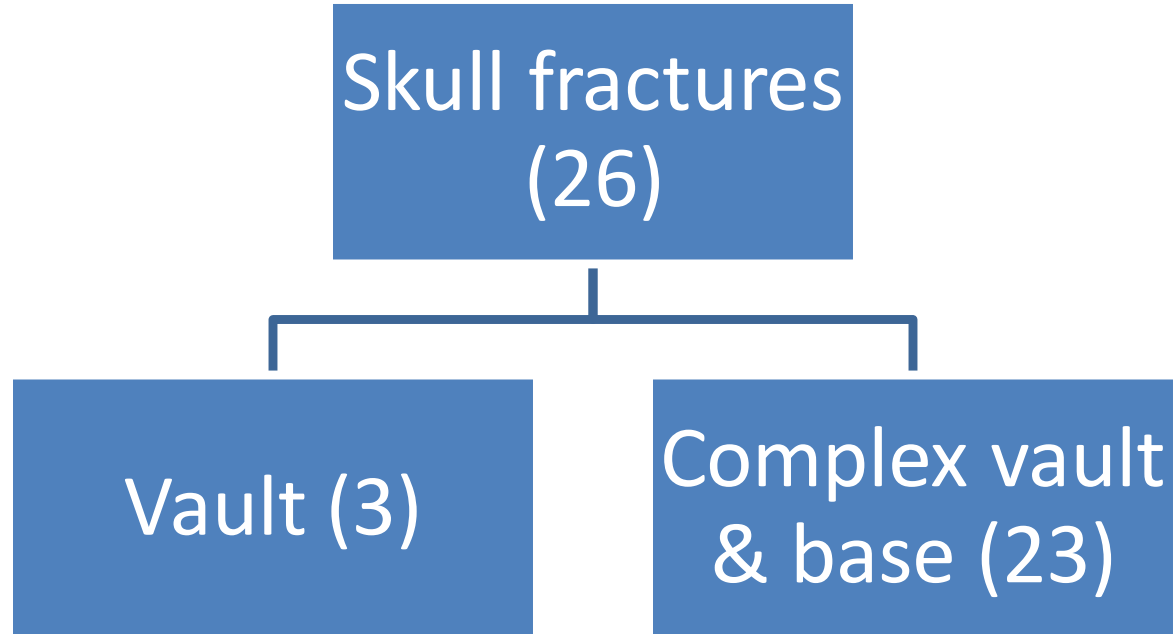 Skull fractures
(26)
Vault (3)
Complex vault
& base (23)